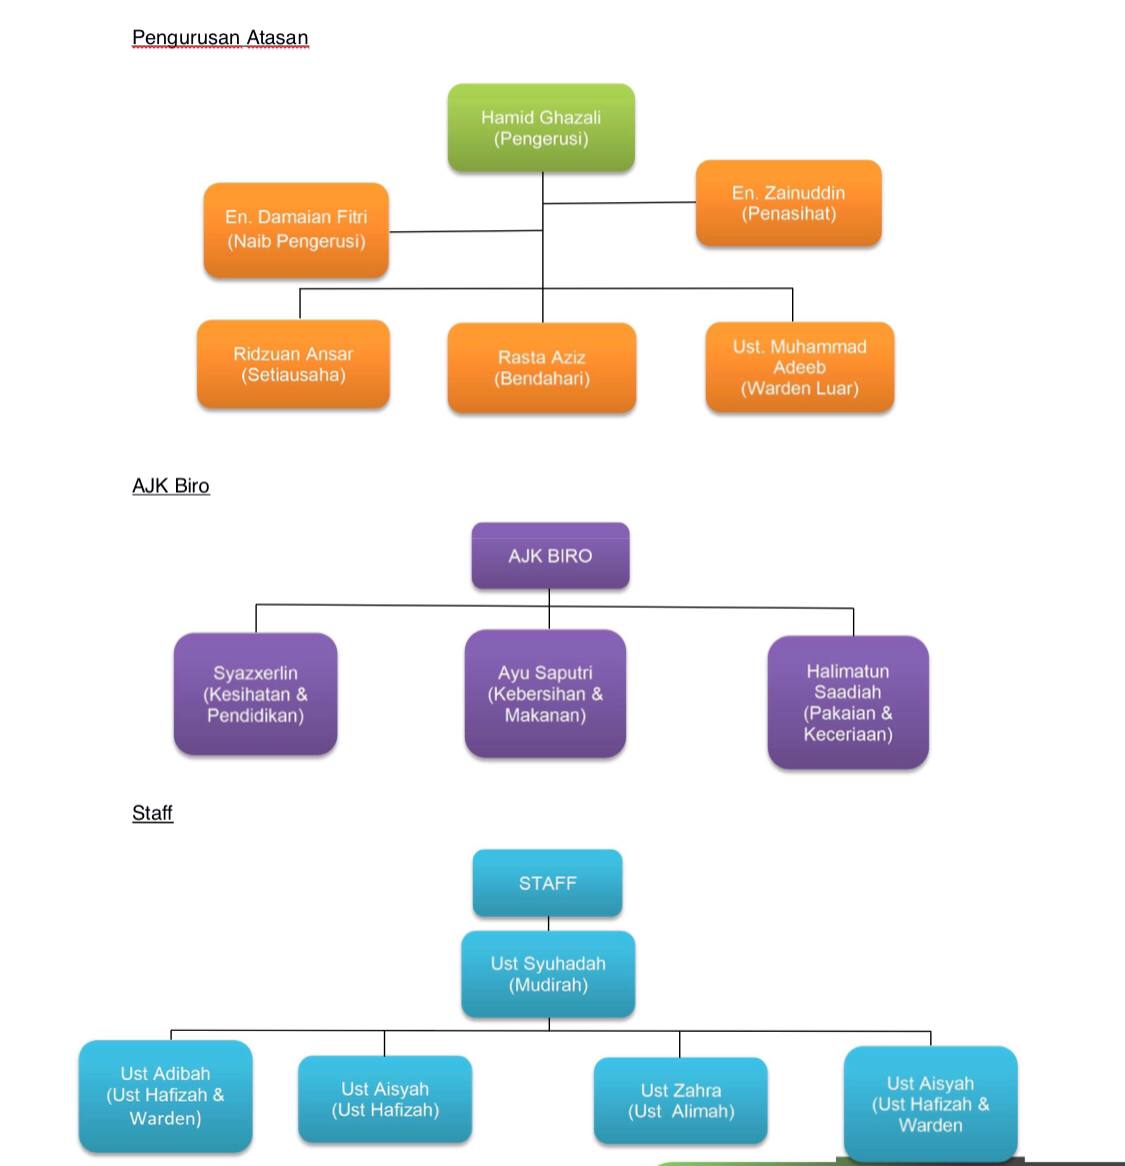 Pengurusan Atasan
Hamid Ghazali
(Pengerusi)
En. Zainuddin
(Penasihat)
En. Damaian Fitri
(Naib Pengerusi)
Ridzuan Ansar
(Setiausaha)
Rasta Aziz
(Bendahari)
Ust. Muhammad
Adeeb
(Warden Luar)
AJK Biro
AJK BIRO
Syazxerlin
(Kesihatan &
Pendidikan)
Ayu Saputri
(Kebersihan &
Makanan)
Halimatun
Saadiah
(Pakaian &
Keceriaan)
Staff
STAFF
Ust Syuhadah
(Mudirah)
Ust Adibah
(Ust Hafizah &
Warden)
Ust Aisyah
(Ust Hafizah)
Ust Zahra
(Ust Alimah)
Ust Aisyah
(Ust Hafizah &
Warden